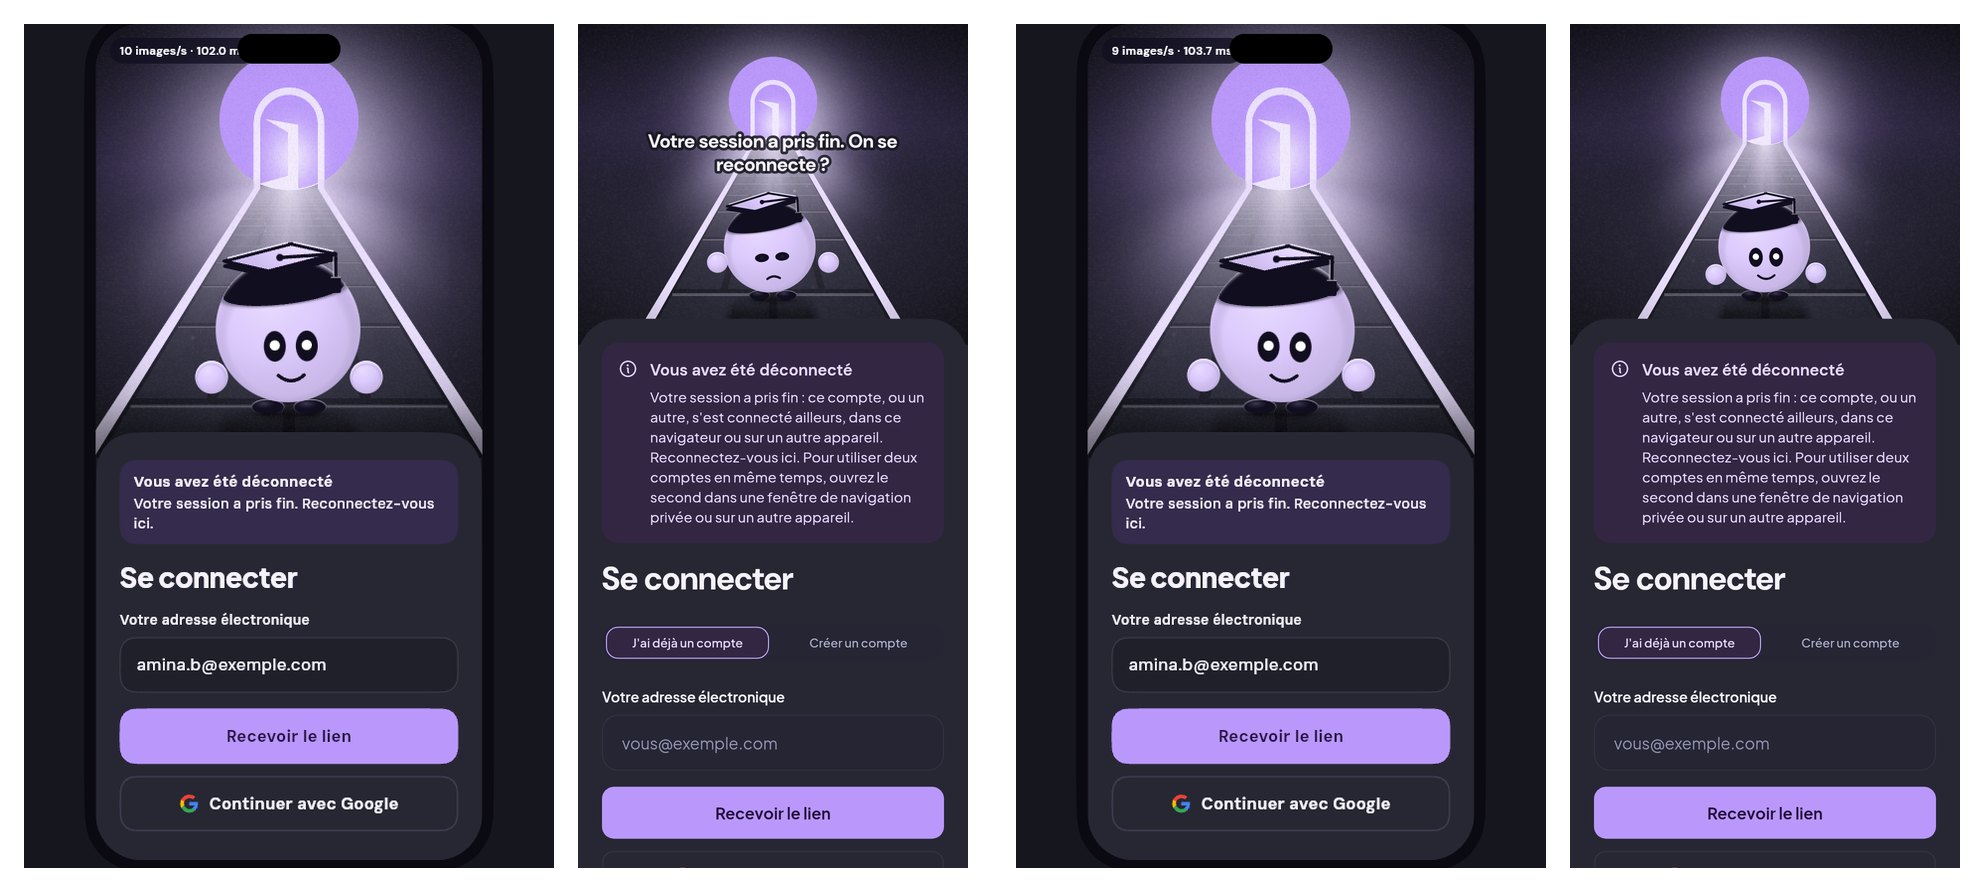 10 images/s · 102.0 m
Vous avez été déconnecté
Votre session a pris fin. Reconnectez-vous
ici.
Se connecter
Votre adresse électronique
amina.b@exemple.com
Recevoir le lien
Continuer avec Google
Votre session a pris fin. On se
reconnecte ?
Vous avez été déconnecté
Votre session a pris fin : ce compte, ou un
autre, s'est connecté ailleurs, dans ce
navigateur ou sur un autre appareil.
Reconnectez-vous ici. Pour utiliser deux
comptes en même temps, ouvrez le
second dans une fenêtre de navigation
privée ou sur un autre appareil.
Se connecter
J'ai déjà un compte
Créer un compte
Votre adresse électronique
vous@exemple.com
Recevoir le lien
9 images/s · 103.7 ms
Vous avez été déconnecté
Votre session a pris fin. Reconnectez-vous
ici.
Se connecter
Votre adresse électronique
amina.b@exemple.com
Recevoir le lien
Continuer avec Google
Vous avez été déconnecté
Votre session a pris fin : ce compte, ou un
autre, s'est connecté ailleurs, dans ce
navigateur ou sur un autre appareil.
Reconnectez-vous ici. Pour utiliser deux
comptes en même temps, ouvrez le
second dans une fenêtre de navigation
privée ou sur un autre appareil.
Se connecter
J'ai déjà un compte
Créer un compte
Votre adresse électronique
vous@exemple.com
Recevoir le lien